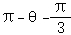 π - θ - π/3